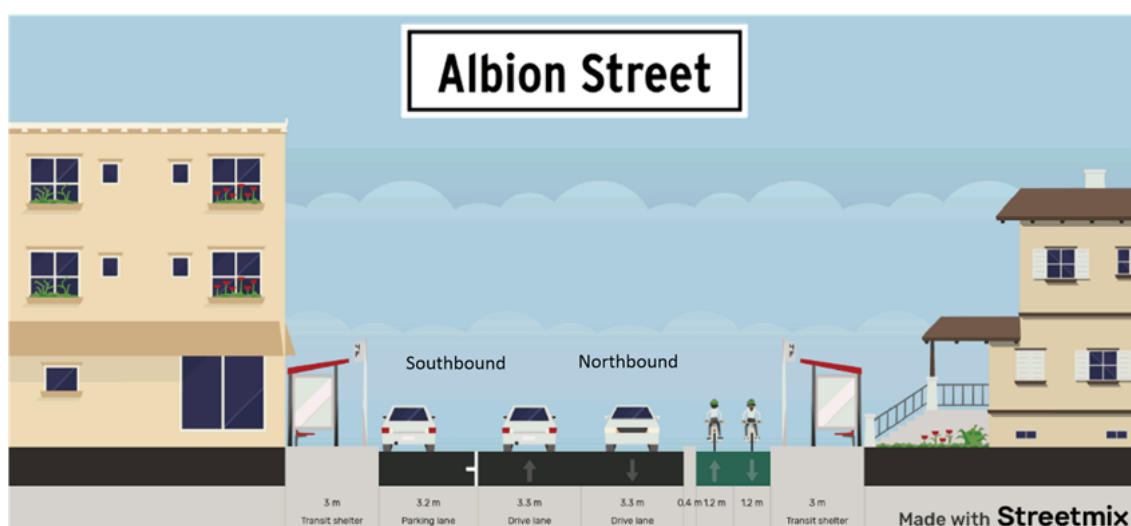 Albion Street
Southbound
Northbound
3 m
3.2 m
3.3 m
3.3 m
0.4 m
1.2 m
1.2 m
3 m
Transit shelter
Parking lane
Drive lane
Drive lane
Transit shelter
Made with Streetmix